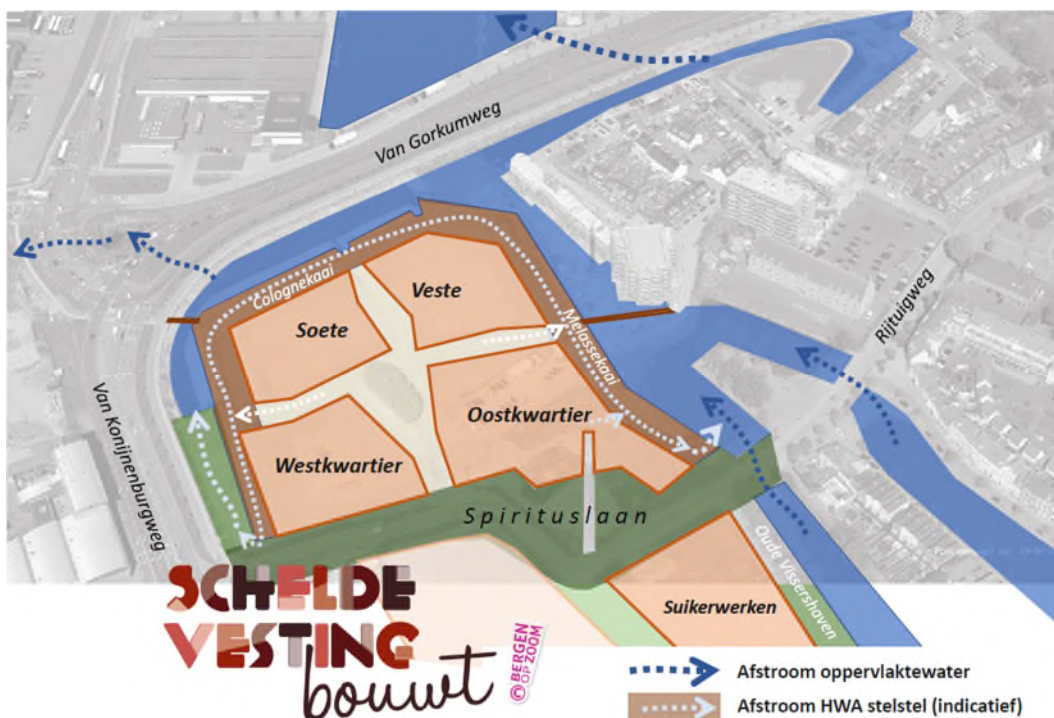 Van Gorkumweg
Colognekaai
Veste
Soete
Melassekaai
Rijtuigweg
Oostkwartier
Westkwartier
Van Konijnenburgweg
Spirituslaan
Oude Vissershaven
Suikerwerken
SCHELDE
VESTING
bouwt
© BERGEN
OP ZOOM
Afstroom oppervlaktewater
Afstroom HWA stelstel (indicatief)